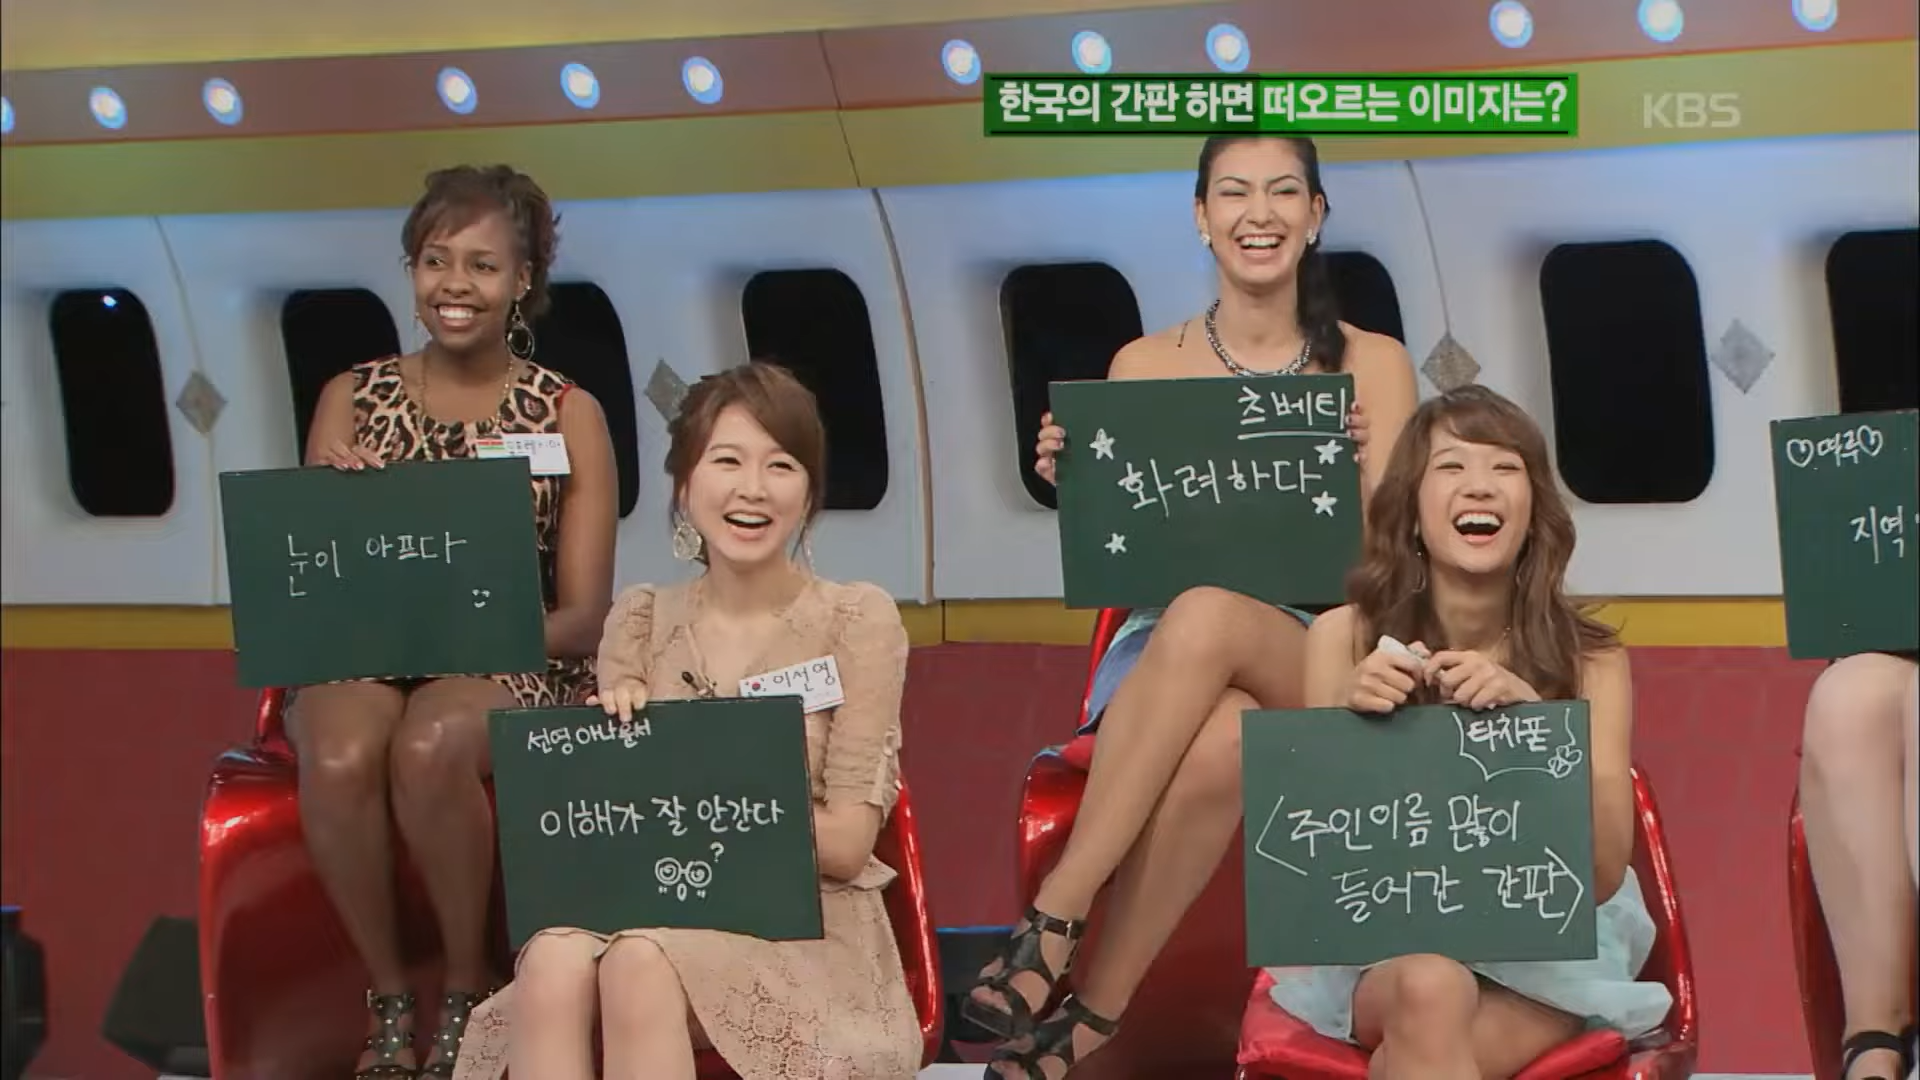 한국의 간판 하면 떠오르는 이미지는?
KBS
눈이 아프다
이선영
선영아나운서
이해가 잘 안간다
?
츠베티
화려하다
타차폰
<주인이름 많이
들어간 간판>
♡따루♡
지역